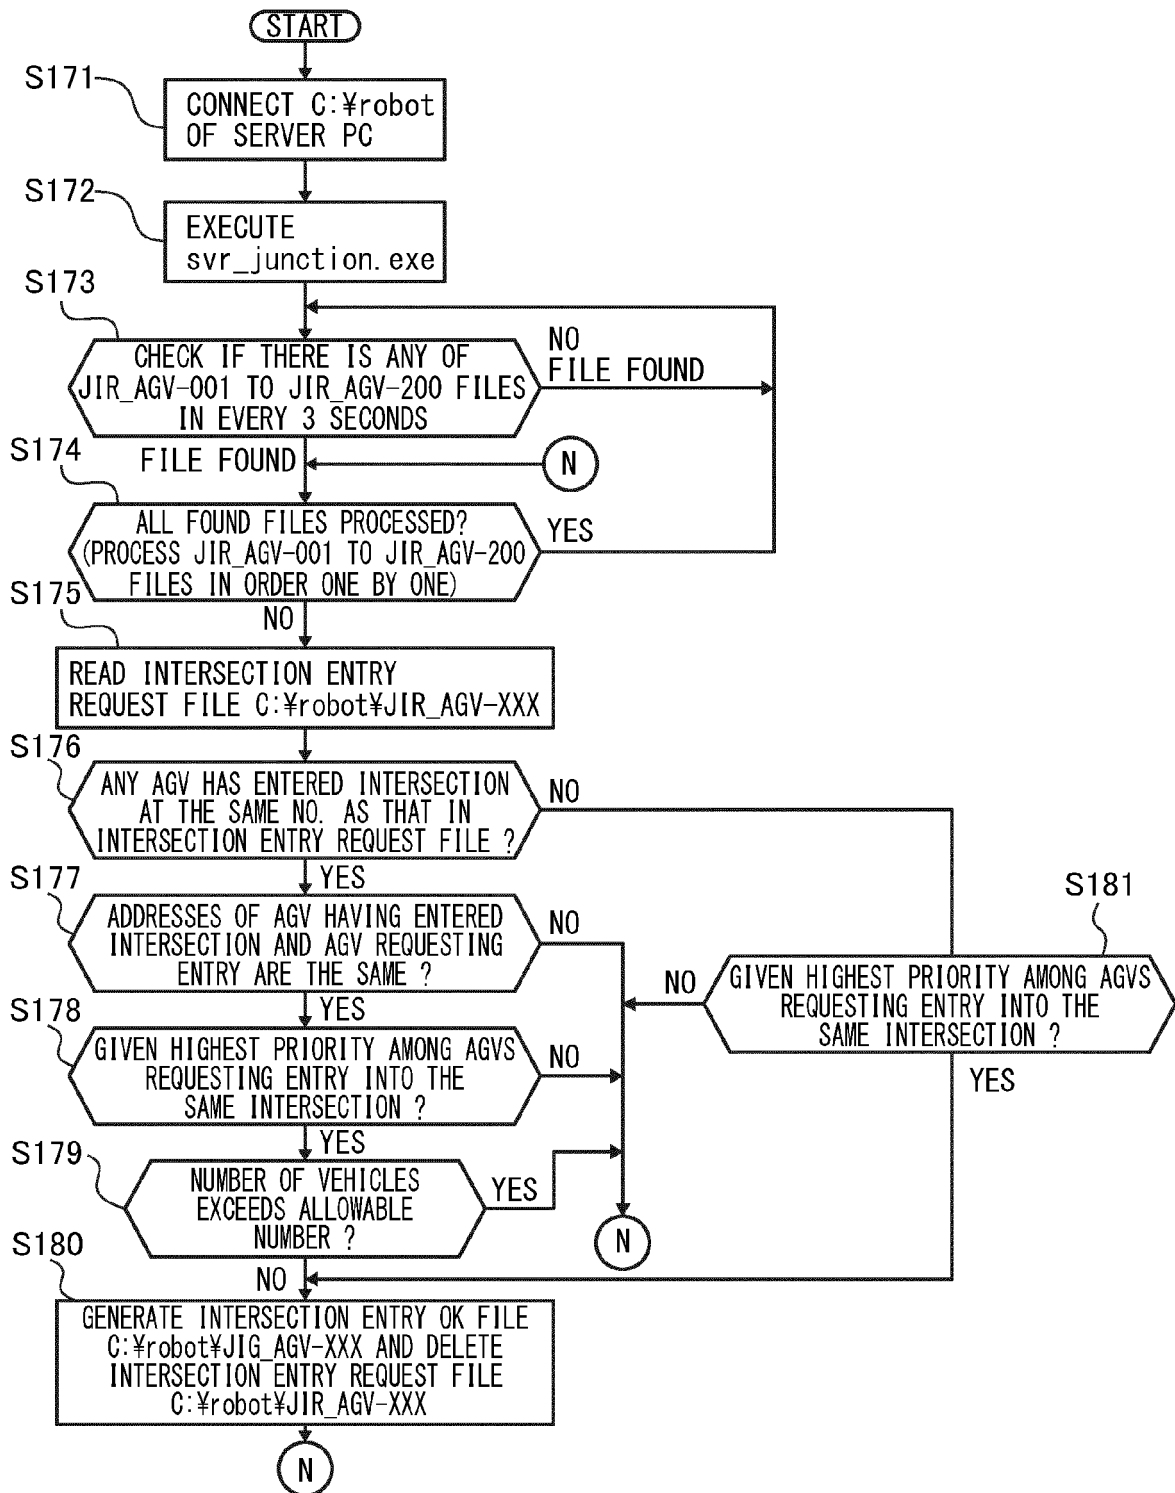 START
S171
CONNECT C:¥robot
OF SERVER PC
S172
EXECUTE
svr_junction.exe
S173
CHECK IF THERE IS ANY OF
JIR_AGV-001 TO JIR_AGV-200 FILES
IN EVERY 3 SECONDS
NO
FILE FOUND
S174
FILE FOUND
N
ALL FOUND FILES PROCESSED?
(PROCESS JIR_AGV-001 TO JIR_AGV-200
FILES IN ORDER ONE BY ONE)
YES
S175
NO
READ INTERSECTION ENTRY
REQUEST FILE C:¥robot¥JIR_AGV-XXX
S176
ANY AGV HAS ENTERED INTERSECTION
AT THE SAME NO. AS THAT IN
INTERSECTION ENTRY REQUEST FILE ?
NO
YES
S177
ADDRESSES OF AGV HAVING ENTERED
INTERSECTION AND AGV REQUESTING
ENTRY ARE THE SAME ?
NO
YES
S181
GIVEN HIGHEST PRIORITY AMONG AGVS
REQUESTING ENTRY INTO THE
SAME INTERSECTION ?
NO
YES
S178
GIVEN HIGHEST PRIORITY AMONG AGVS
REQUESTING ENTRY INTO THE
SAME INTERSECTION ?
NO
YES
S179
NUMBER OF VEHICLES
EXCEEDS ALLOWABLE
NUMBER ?
YES
N
NO
S180
GENERATE INTERSECTION ENTRY OK FILE
C:¥robot¥JIG_AGV-XXX AND DELETE
INTERSECTION ENTRY REQUEST FILE
C:¥robot¥JIR_AGV-XXX
N